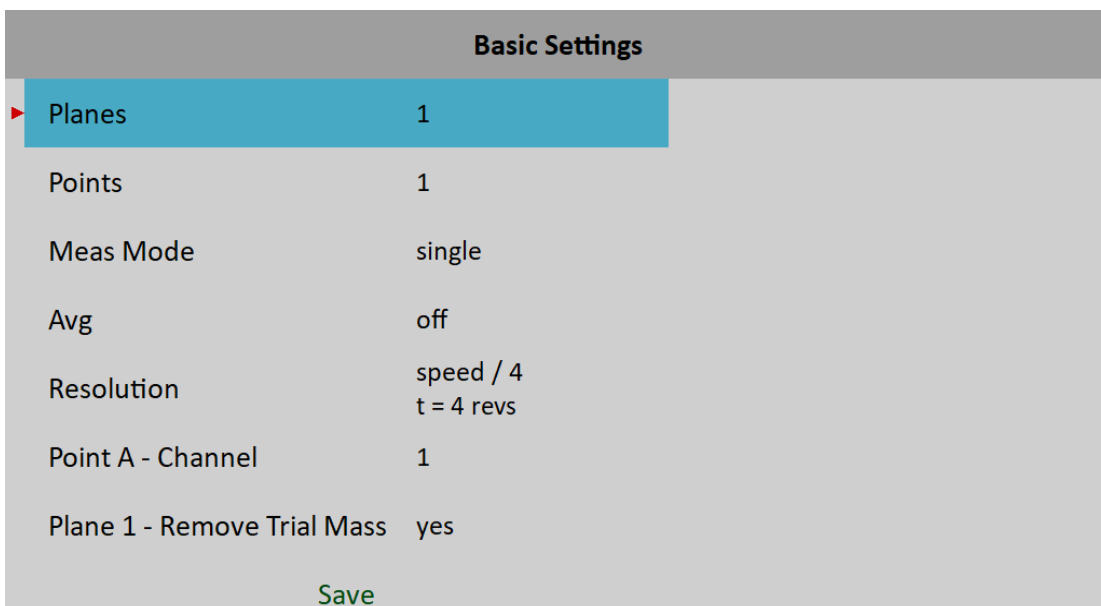 Basic Settings
Planes 1
Points 1
Meas Mode single
Avg off
Resolution speed / 4
t = 4 revs
Point A - Channel 1
Plane 1 - Remove Trial Mass yes
Save